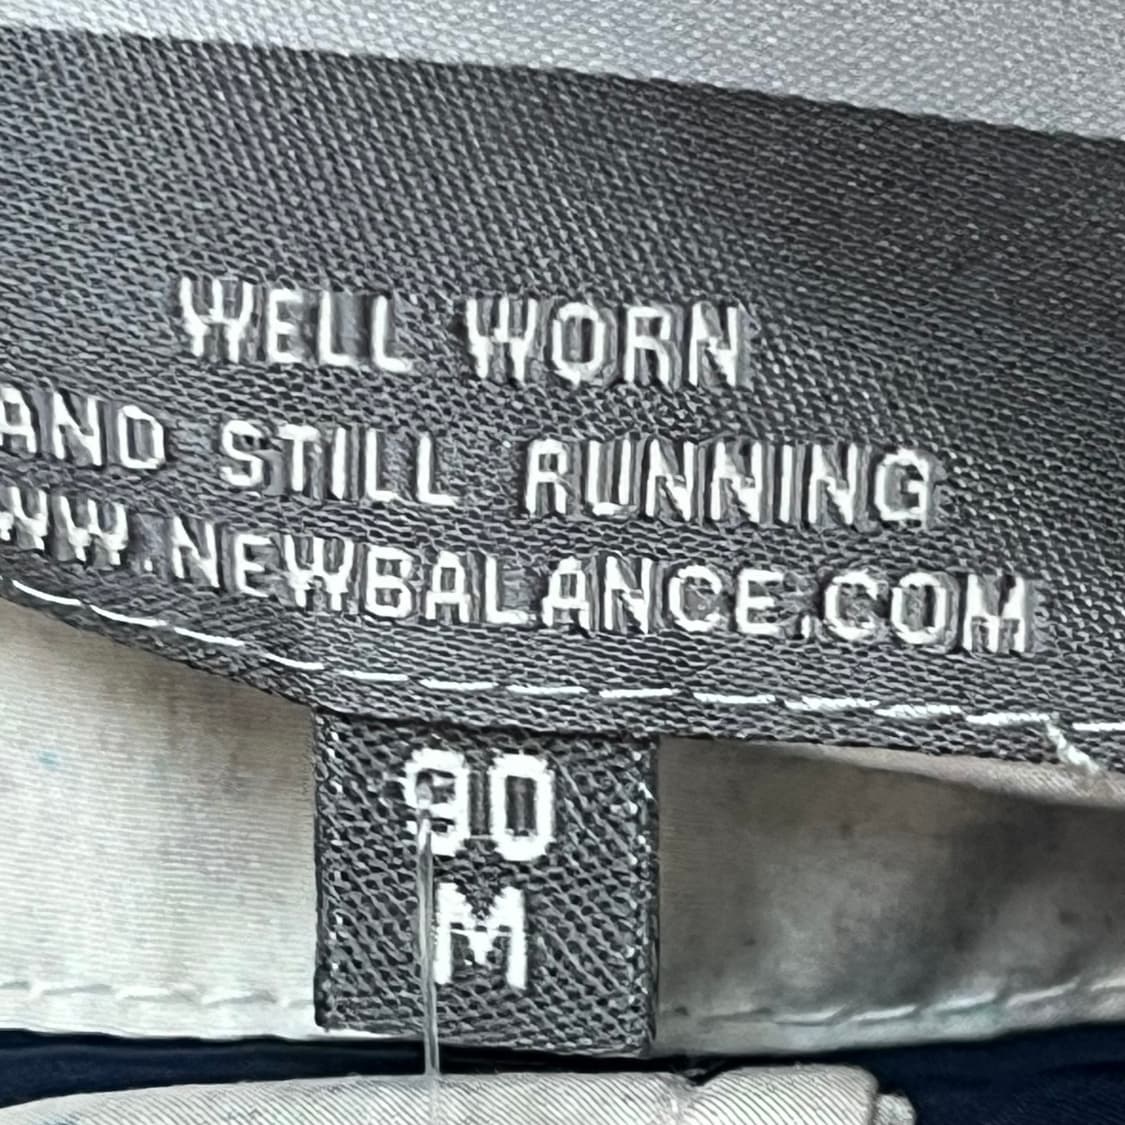 WELL WORN
AND STILL RUNNING
WW.NEWBALANCE.COM
90
M